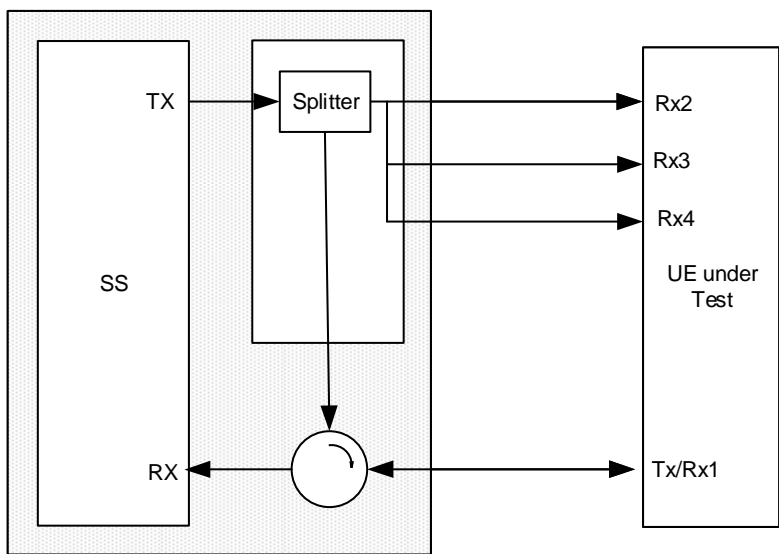 TX
Splitter
Rx2
Rx3
Rx4
SS
UE under
Test
RX
Tx/Rx1